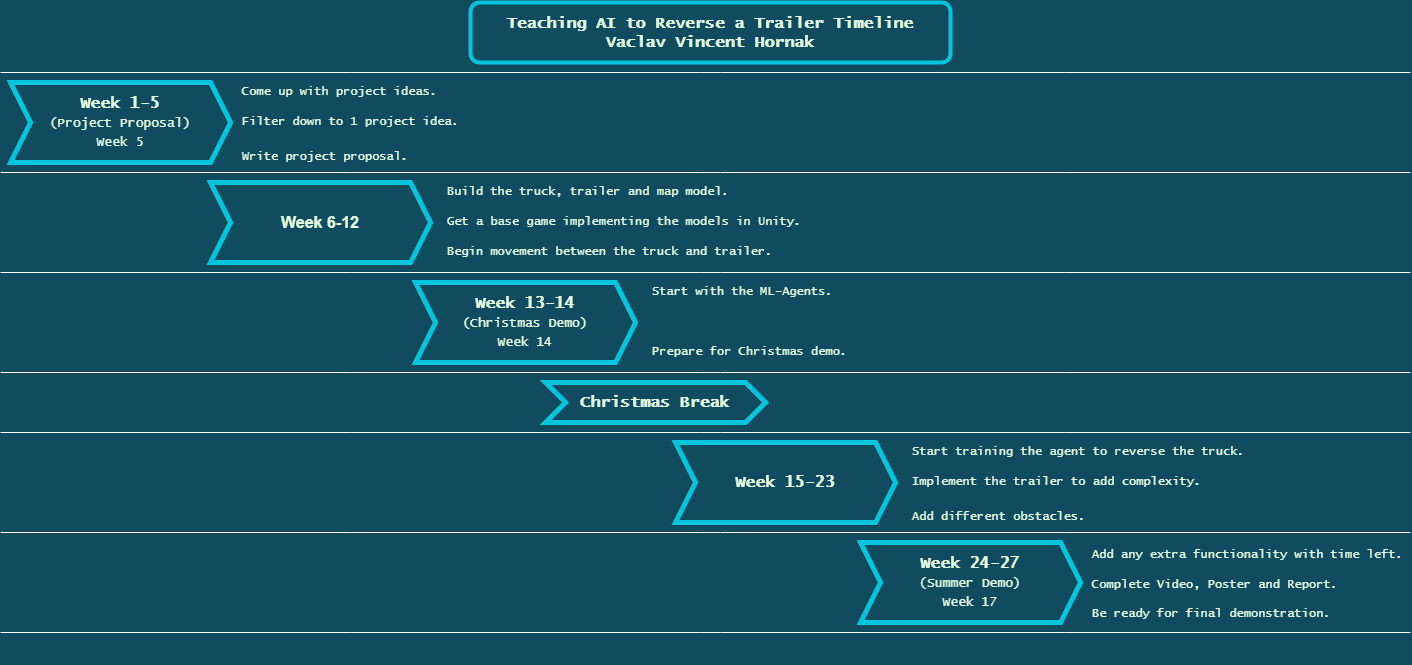 Teaching AI to Reverse a Trailer Timeline
Vaclav Vincent Hornak
Week 1-5
(Project Proposal)
Week 5
Come up with project ideas.
Filter down to 1 project idea.
Write project proposal.
Week 6-12
Build the truck, trailer and map model.
Get a base game implementing the models in Unity.
Begin movement between the truck and trailer.
Week 13-14
(Christmas Demo)
Week 14
Start with the ML-Agents.
Prepare for Christmas demo.
Christmas Break
Week 15-23
Start training the agent to reverse the truck.
Implement the trailer to add complexity.
Add different obstacles.
Week 24-27
(Summer Demo)
Week 17
Add any extra functionality with time left.
Complete Video, Poster and Report.
Be ready for final demonstration.